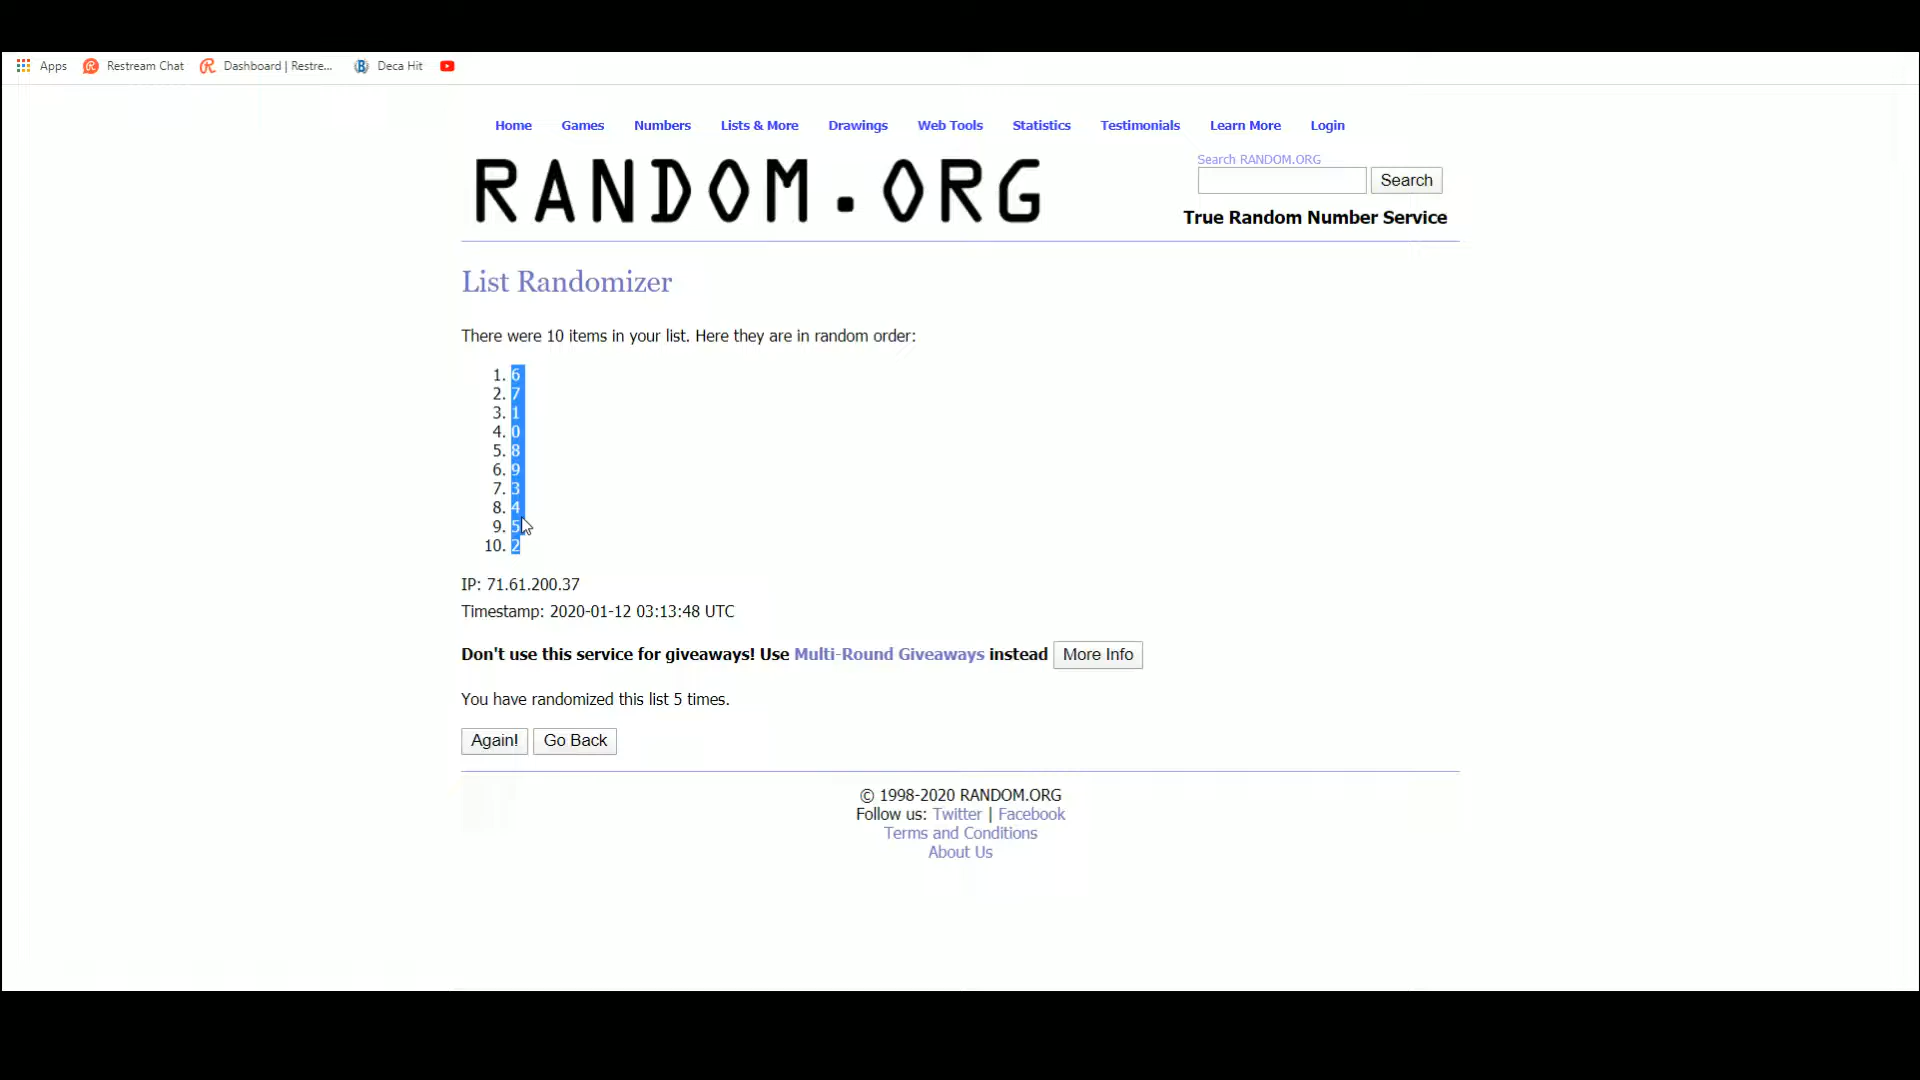 Apps Restream Chat Dashboard | Restre... Deca Hit
Home Games Numbers Lists & More Drawings Web Tools Statistics Testimonials Learn More Login
RANDOM.ORG
Search RANDOM.ORG
Search
True Random Number Service
List Randomizer
There were 10 items in your list. Here they are in random order:
1. 6
2. 7
3. 1
4. 0
5. 8
6. 9
7. 3
8. 4
9. 5
10. 2
IP: 71.61.200.37
Timestamp: 2020-01-12 03:13:48 UTC
Don't use this service for giveaways! Use Multi-Round Giveaways instead More Info
You have randomized this list 5 times.
Again! Go Back
© 1998-2020 RANDOM.ORG
Follow us: Twitter | Facebook
Terms and Conditions
About Us